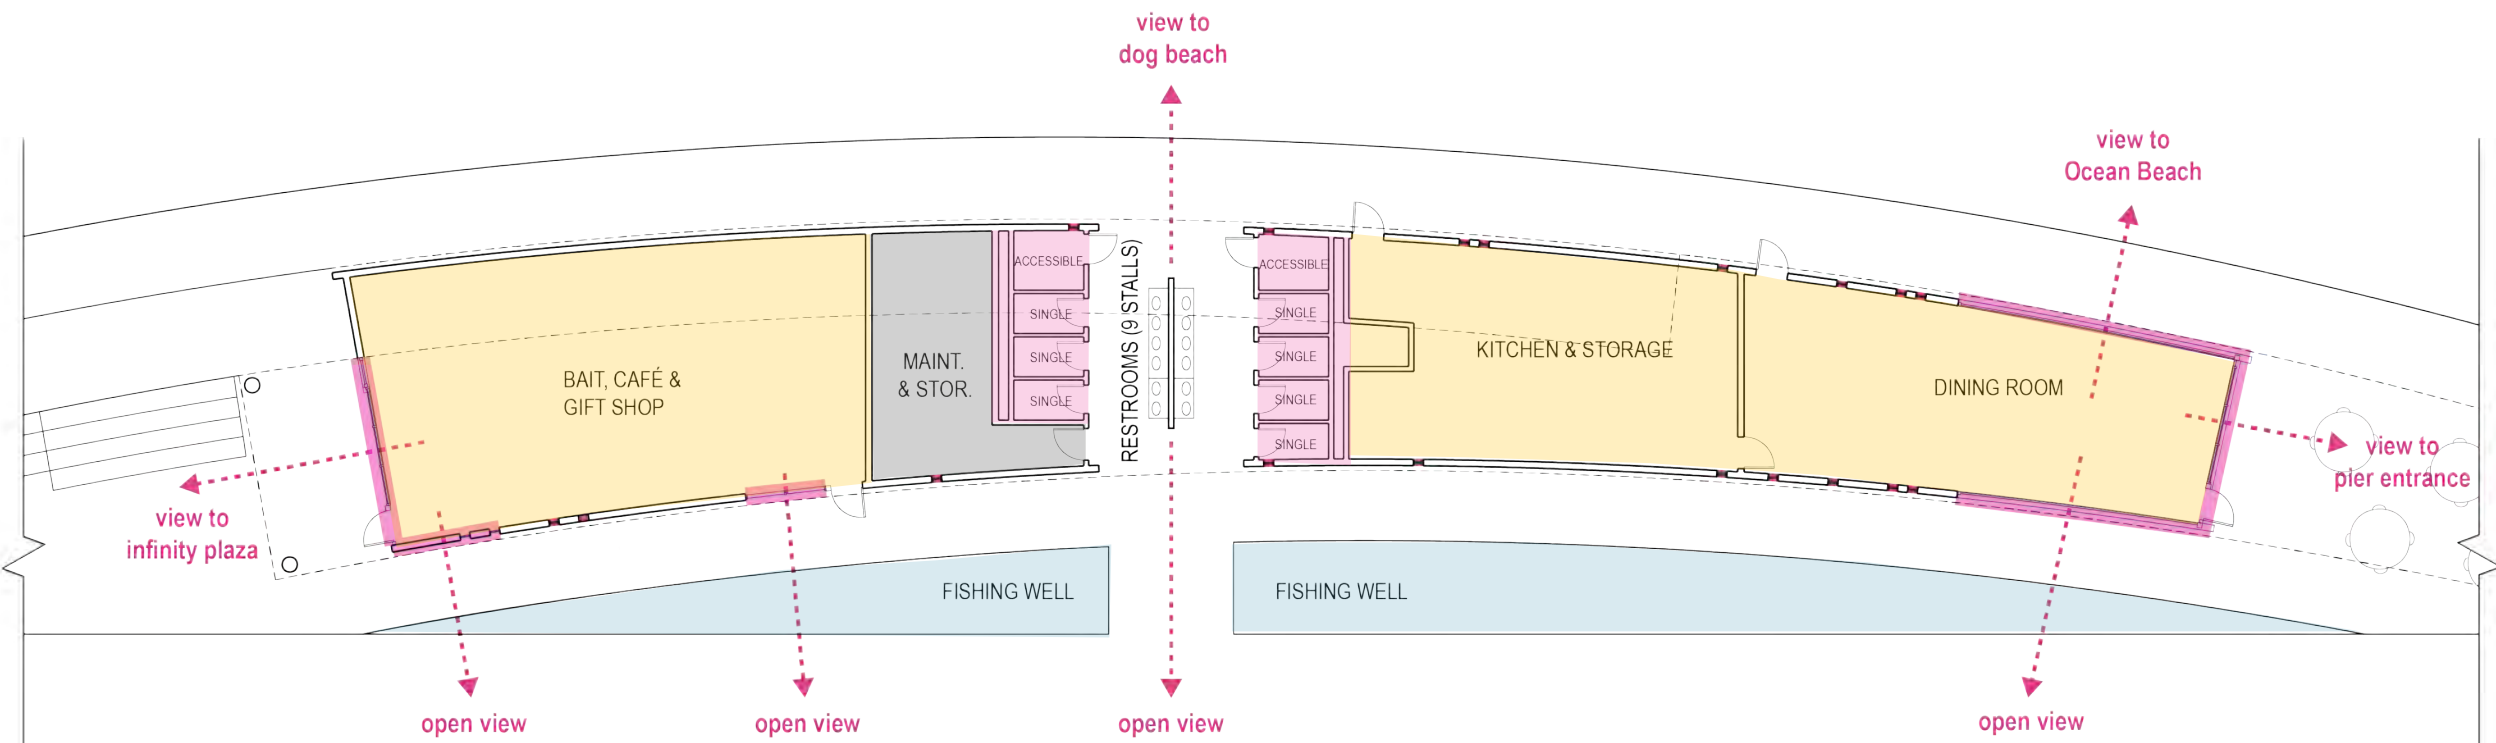 view to
dog beach
view to
Ocean Beach
ACCESSIBLE
SINGLE
SINGLE
SINGLE
RESTROOMS (9 STALLS)
ACCESSIBLE
SINGLE
SINGLE
SINGLE
SINGLE
BAIT, CAFÉ &
GIFT SHOP
MAINT.
& STOR.
KITCHEN & STORAGE
DINING ROOM
view to
pier entrance
view to
infinity plaza
FISHING WELL
FISHING WELL
open view
open view
open view
open view